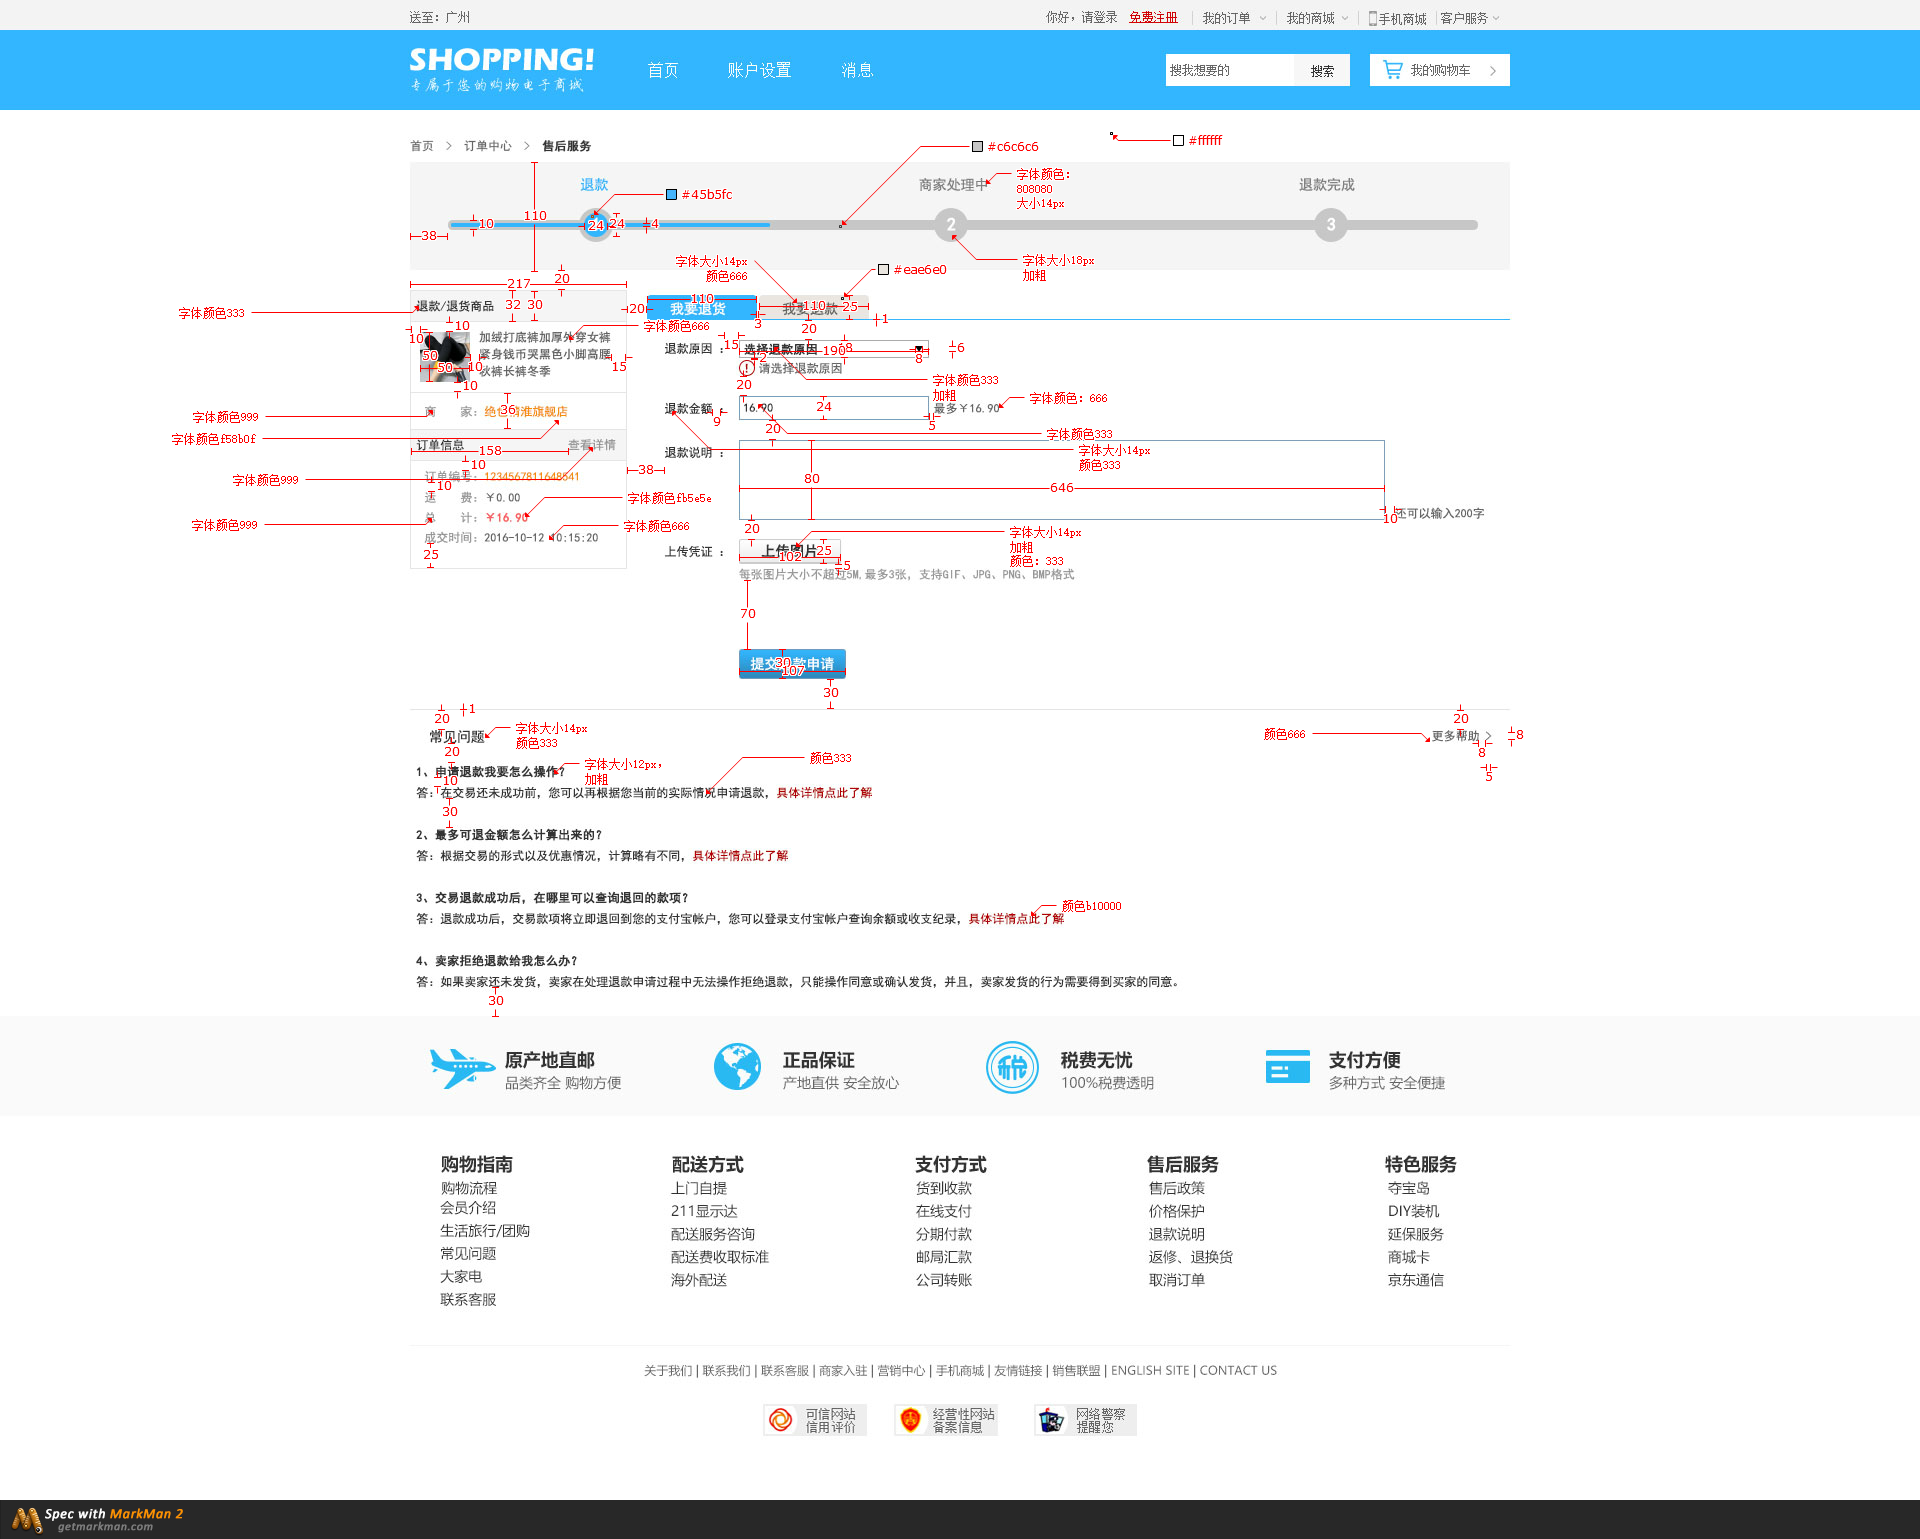 送至：广州
你好，请登录 免费注册 我的订单 我的商城 手机商城 客户服务
SHOPPING!
专属于您的购物电子商城
首页 账户设置 消息
搜我想要的 搜索
我的购物车
首页 > 订单中心 > 售后服务
#c6c6c6
#ffffff
退款
#45b5fc
商家处理中
字体颜色：
808080
大小14px
退款完成
110
10
24
24
4
2
3
38
字体大小14px
颜色666
字体大小18px
加粗
#eae6e0
217
20
退款/退货商品
32
30
字体颜色333
20
我要退货
110
我要退款
110
25
3
1
20
10
10
加绒打底裤加厚外穿女裤
紧身钱币哭黑色小脚高腰
秋裤长裤冬季
50
50
10
10
15
字体颜色666
退款原因：
15
选择退款原因
190
8
8
6
2
请选择退款原因
20
字体颜色333
加粗
字体颜色999
商 家：
旗舰店
36
退款金额：
9
16.90
24
最多￥16.90
5
字体颜色：666
20
字体颜色333
字体颜色f58b0f
订单信息
查看详情
158
10
退款说明：
字体大小14px
颜色333
80
646
38
字体颜色999
订单编号：1234567811648541
10
运 费：￥0.00
字体颜色fb5e5e
总 计：￥16.90
字体颜色999
字体颜色666
成交时间：2016-10-12 10:15:20
25
10
还可以输入200字
20
上传凭证：
上传图片
102
25
5
字体大小14px
加粗
颜色：333
每张图片大小不超过5M,最多3张，支持GIF、JPG、PNG、BMP格式
70
提交退款申请
30
107
30
20
1
常见问题
字体大小14px
颜色333
20
颜色666
更多帮助 >
20
8
8
5
1、申请退款我要怎么操作?
字体大小12px，
加粗
颜色333
10
答：在交易还未成功前，您可以再根据您当前的实际情况申请退款，具体详情点此了解
30
2、最多可退金额怎么计算出来的?
答：根据交易的形式以及优惠情况，计算略有不同，具体详情点此了解
3、交易退款成功后，在哪里可以查询退回的款项?
颜色b10000
答：退款成功后，交易款项将立即退回到您的支付宝帐户，您可以登录支付宝帐户查询余额或收支纪录，具体详情点此了解
4、卖家拒绝退款给我怎么办?
答：如果卖家还未发货，卖家在处理退款申请过程中无法操作拒绝退款，只能操作同意或确认发货，并且，卖家发货的行为需要得到买家的同意。
30
原产地直邮
品类齐全 购物方便
正品保证
产地直供 安全放心
税
税费无忧
100%税费透明
支付方便
多种方式 安全便捷
购物指南
购物流程
会员介绍
生活旅行/团购
常见问题
大家电
联系客服
配送方式
上门自提
211显示达
配送服务咨询
配送费收取标准
海外配送
支付方式
货到收款
在线支付
分期付款
邮局汇款
公司转账
售后服务
售后政策
价格保护
退款说明
返修、退换货
取消订单
特色服务
夺宝岛
DIY装机
延保服务
商城卡
京东通信
关于我们 | 联系我们 | 联系客服 | 商家入驻 | 营销中心 | 手机商城 | 友情链接 | 销售联盟 | ENGLISH SITE | CONTACT US
可信网站
信用评价
经营性网站
备案信息
网络警察
提醒您
Spec with MarkMan 2
getmarkman.com